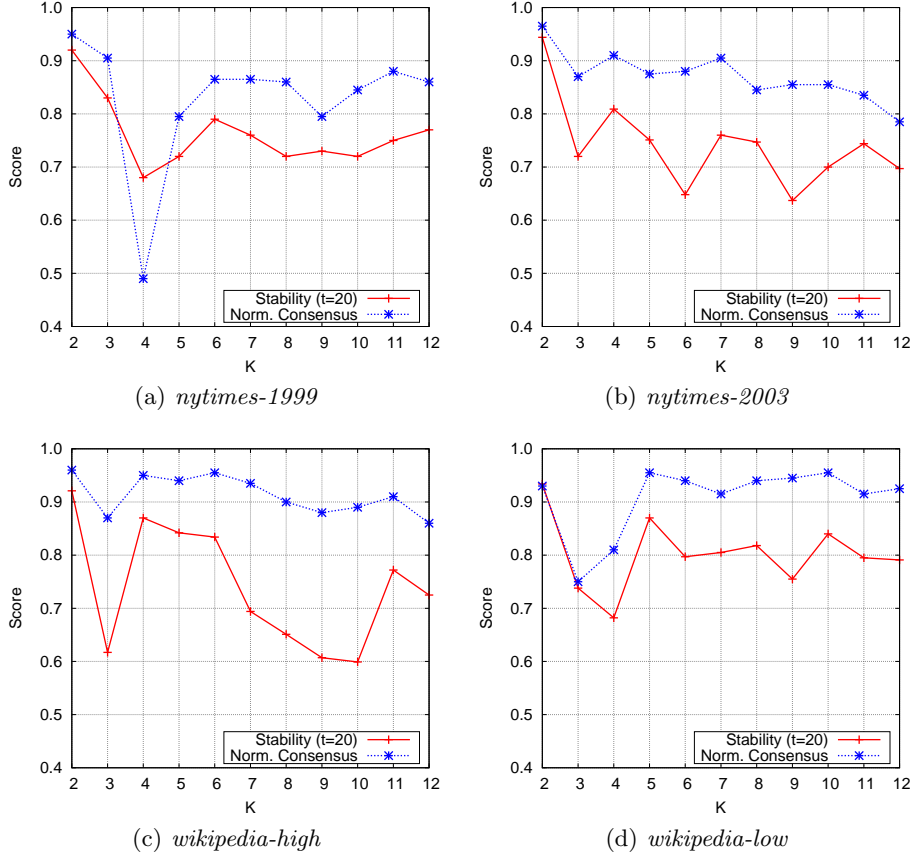 1.0
0.9
0.8
0.7
0.6
0.5
0.4
Score
2 3 4 5 6 7 8 9 10 11 12
K
Stability (t=20)
Norm. Consensus
(a) nytimes-1999
1.0
0.9
0.8
0.7
0.6
0.5
0.4
Score
2 3 4 5 6 7 8 9 10 11 12
K
Stability (t=20)
Norm. Consensus
(b) nytimes-2003
1.0
0.9
0.8
0.7
0.6
0.5
0.4
Score
2 3 4 5 6 7 8 9 10 11 12
K
Stability (t=20)
Norm. Consensus
(c) wikipedia-high
1.0
0.9
0.8
0.7
0.6
0.5
0.4
Score
2 3 4 5 6 7 8 9 10 11 12
K
Stability (t=20)
Norm. Consensus
(d) wikipedia-low